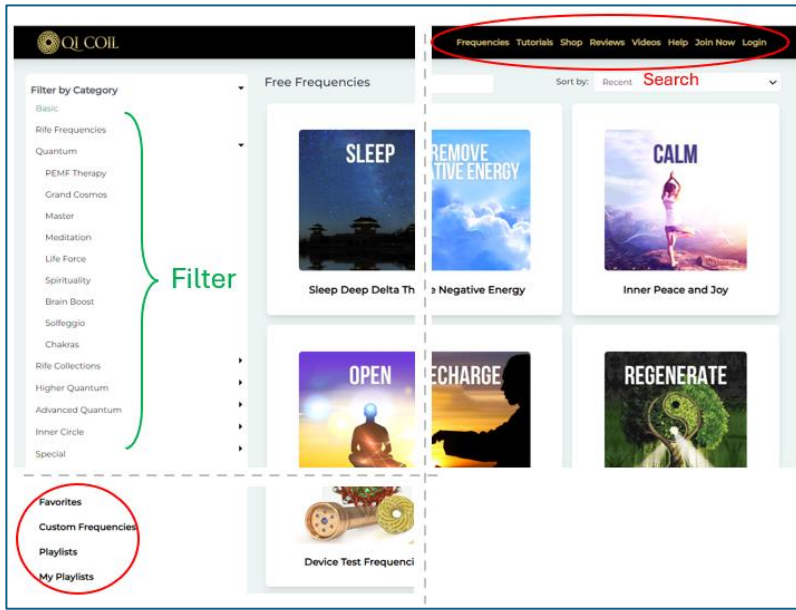 QI COIL
Frequencies Tutorials Shop Reviews Videos Help Join Now Login
Filter by Category
Free Frequencies
Sort by: Recent
Search
Basic
Rife Frequencies
Quantum
PEMF Therapy
Grand Cosmos
Master
Meditation
Life Force
Spirituality
Brain Boost
Solfeggio
Chakras
Rife Collections
Higher Quantum
Advanced Quantum
Inner Circle
Special
Filter
SLEEP
Sleep Deep Delta Th
REMOVE
TIVE ENERGY
e Negative Energy
CALM
Inner Peace and Joy
OPEN
ECHARGE
REGENERATE
Favorites
Custom Frequencies
Playlists
My Playlists
Device Test Frequenci